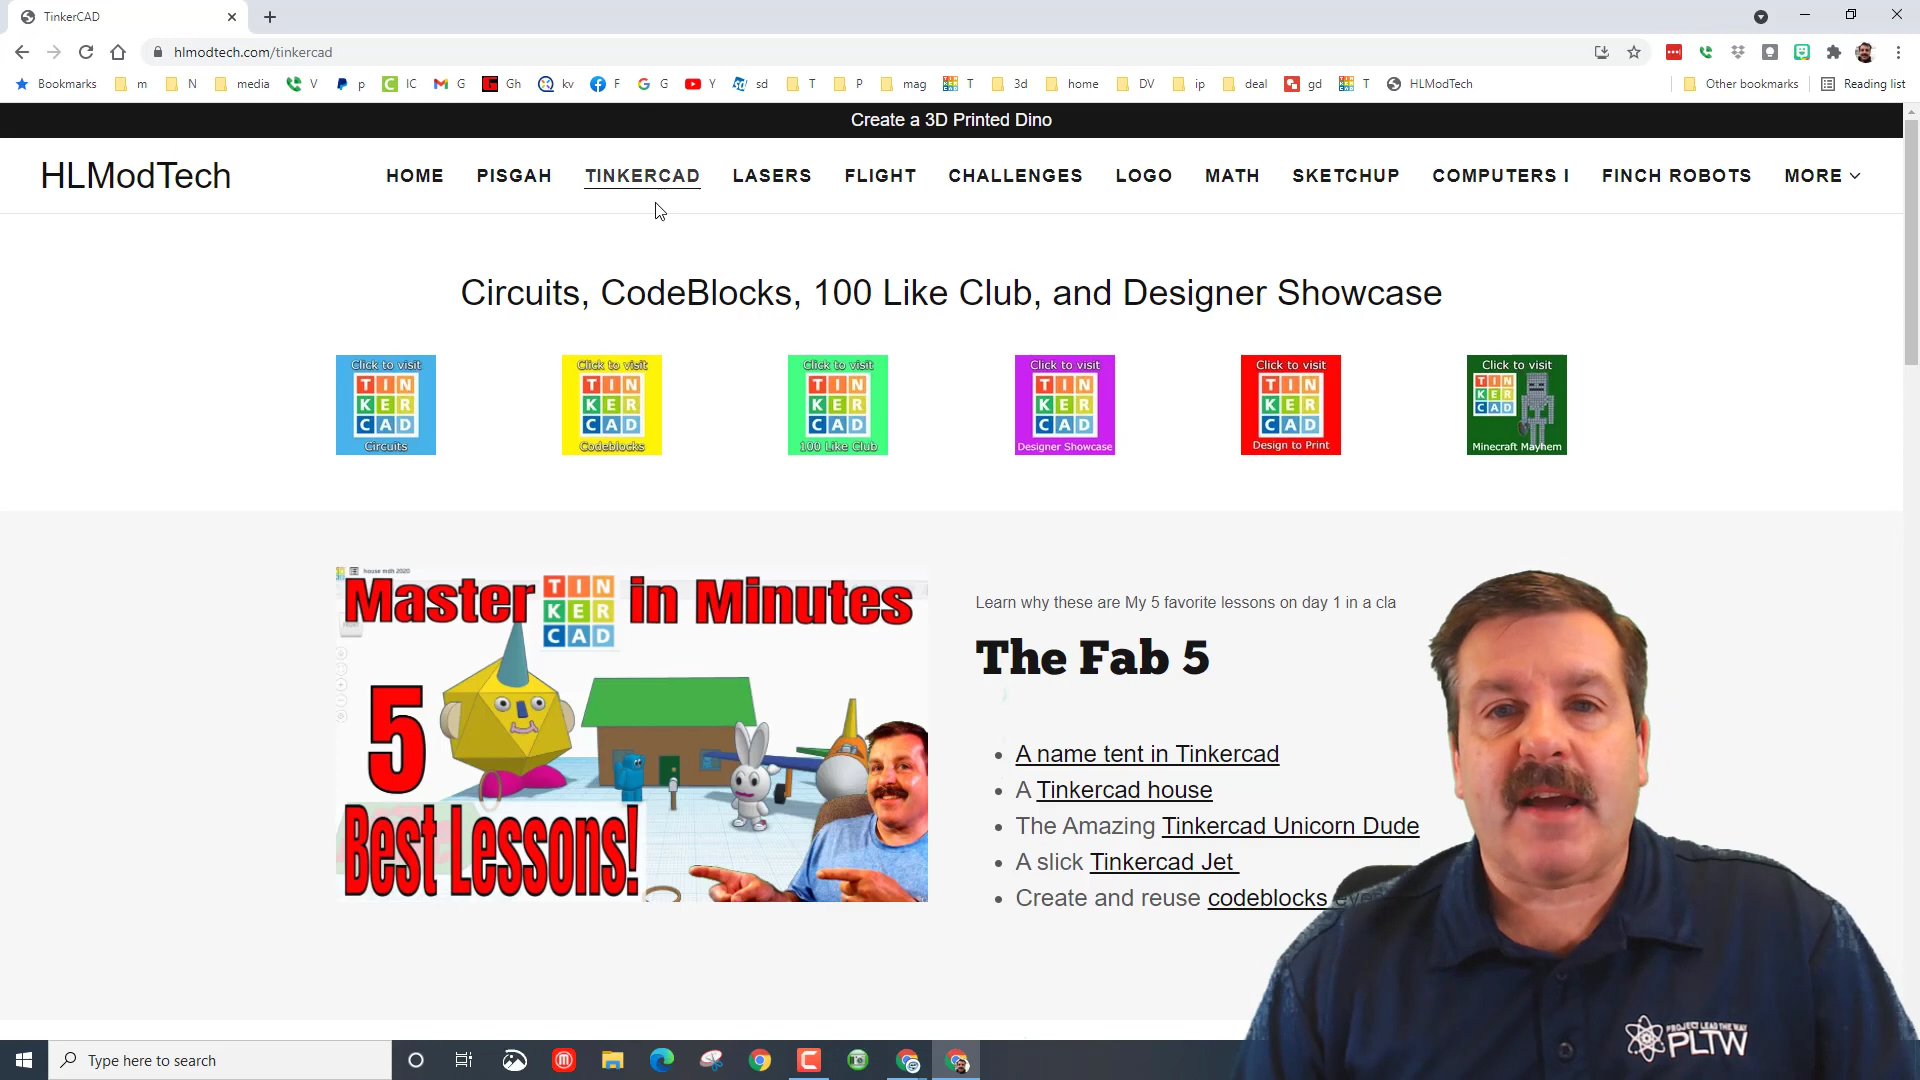 TinkerCAD
hlmodtech.com/tinkercad
Bookmarks m N media V p IC G Gh kv F G Y sd T P mag T 3d home DV ip deal gd T HLModTech Other bookmarks Reading list
Create a 3D Printed Dino
HLModTech HOME PISGAH TINKERCAD LASERS FLIGHT CHALLENGES LOGO MATH SKETCHUP COMPUTERS I FINCH ROBOTS MORE
Circuits, CodeBlocks, 100 Like Club, and Designer Showcase
Click to visit
TIN
KER
CAD
Circuits
Click to visit
TIN
KER
CAD
Codeblocks
Click to visit
TIN
KER
CAD
100 Like Club
Click to visit
TIN
KER
CAD
Designer Showcase
Click to visit
TIN
KER
CAD
Design to Print
Click to visit
TIN
KER
CAD
Minecraft Mayhem
house mdh 2020
Master TIN KER CAD in Minutes
5
Best Lessons!
Learn why these are My 5 favorite lessons on day 1 in a cla
The Fab 5
A name tent in Tinkercad
A Tinkercad house
The Amazing Tinkercad Unicorn Dude
A slick Tinkercad Jet
Create and reuse codeblocks
PROJECT LEAD THE WAY
PLTW
Type here to search